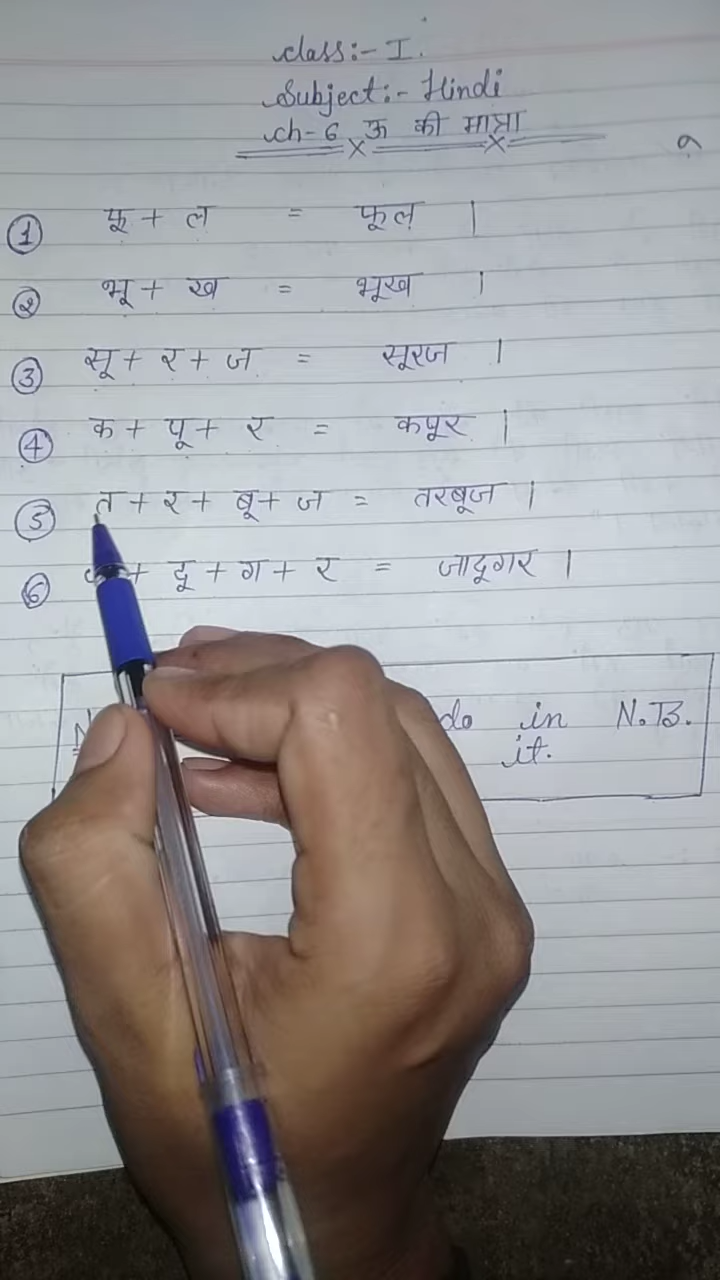 class:- I.
Subject:- Hindi
ch-6 ऊ की मात्रा
① फू + ल = फूल |
② भू + ख = भूख |
③ सू + र + ज = सूरज |
④ क + पू + र = कपूर |
⑤ त + र + बू + ज = तरबूज |
⑥ + दू + ग + र = जादूगर |
do in N.B.
it.